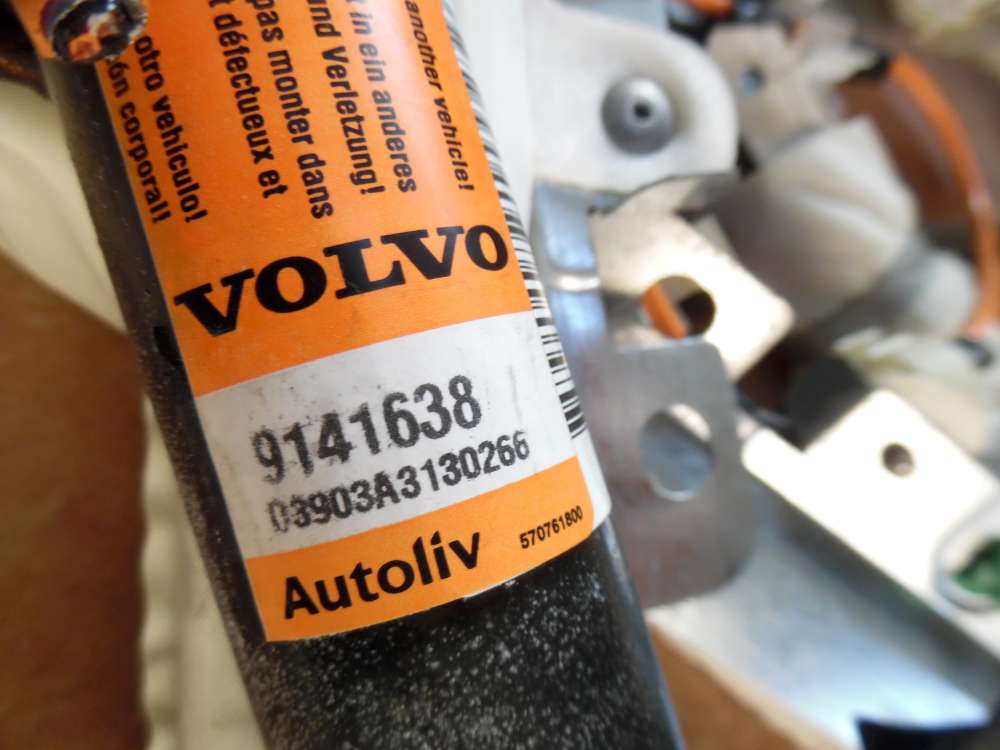 another vehicle!
t in ein anderes
und Verletzung!
pas monter dans
t défectueux et
otro vehiculo!
ón corporal!
VOLVO
9141638
03903A3130266
Autoliv
570761800